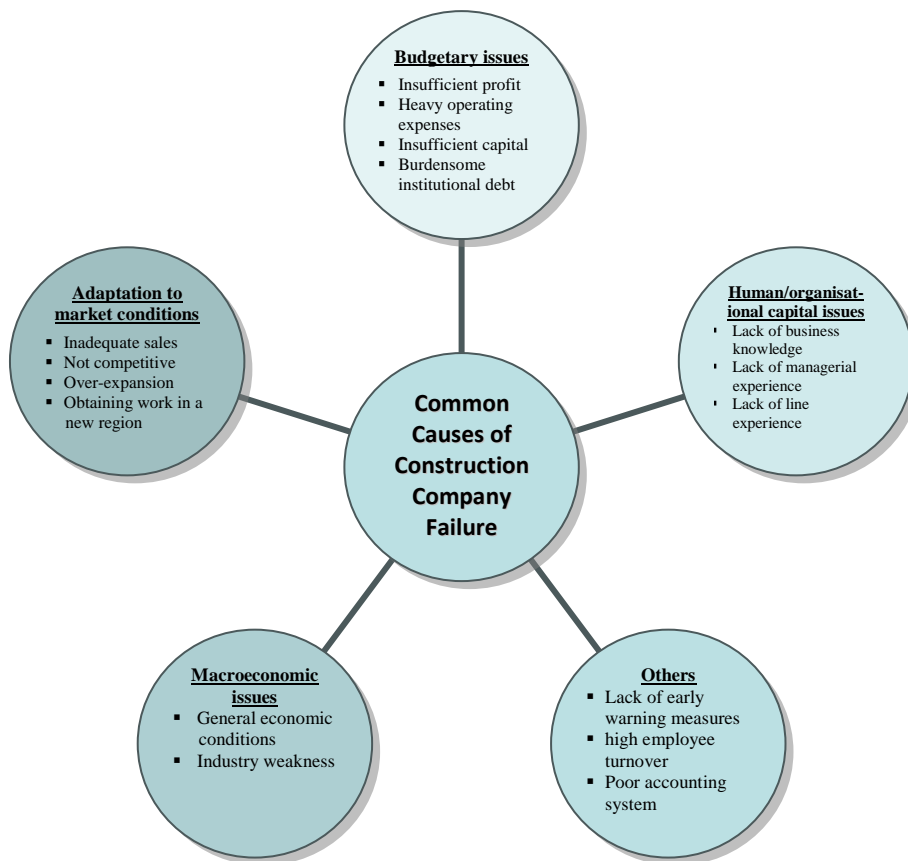 Budgetary issues
▪ Insufficient profit
▪ Heavy operating
expenses
▪ Insufficient capital
▪ Burdensome
institutional debt
Adaptation to
market conditions
▪ Inadequate sales
▪ Not competitive
▪ Over-expansion
▪ Obtaining work in a
new region
Human/organisat-
ional capital issues
▪ Lack of business
knowledge
▪ Lack of managerial
experience
▪ Lack of line
experience
Common
Causes of
Construction
Company
Failure
Macroeconomic
issues
▪ General economic
conditions
▪ Industry weakness
Others
▪ Lack of early
warning measures
▪ high employee
turnover
▪ Poor accounting
system